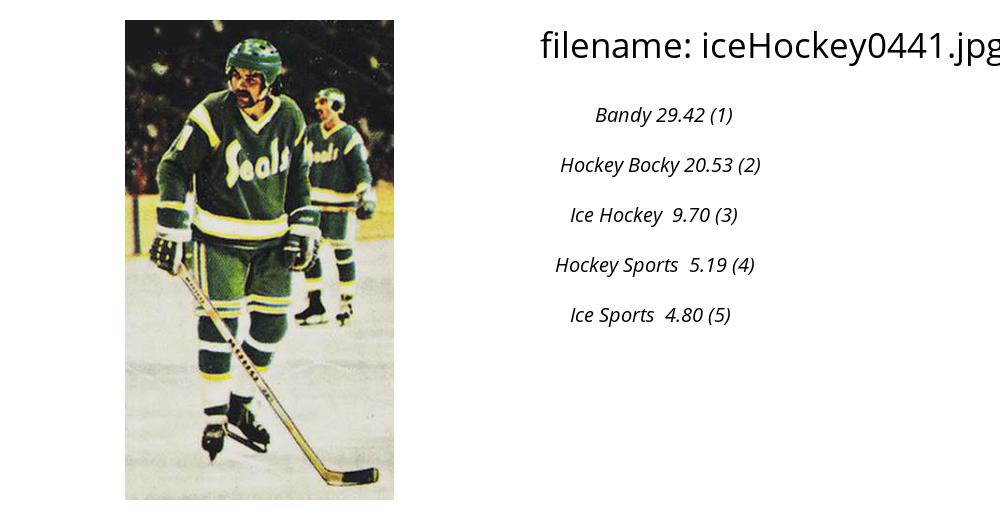 filename: iceHockey0441.jpg
Seals
Seals
Bandy 29.42 (1)
Hockey Bocky 20.53 (2)
Ice Hockey 9.70 (3)
Hockey Sports 5.19 (4)
Ice Sports 4.80 (5)